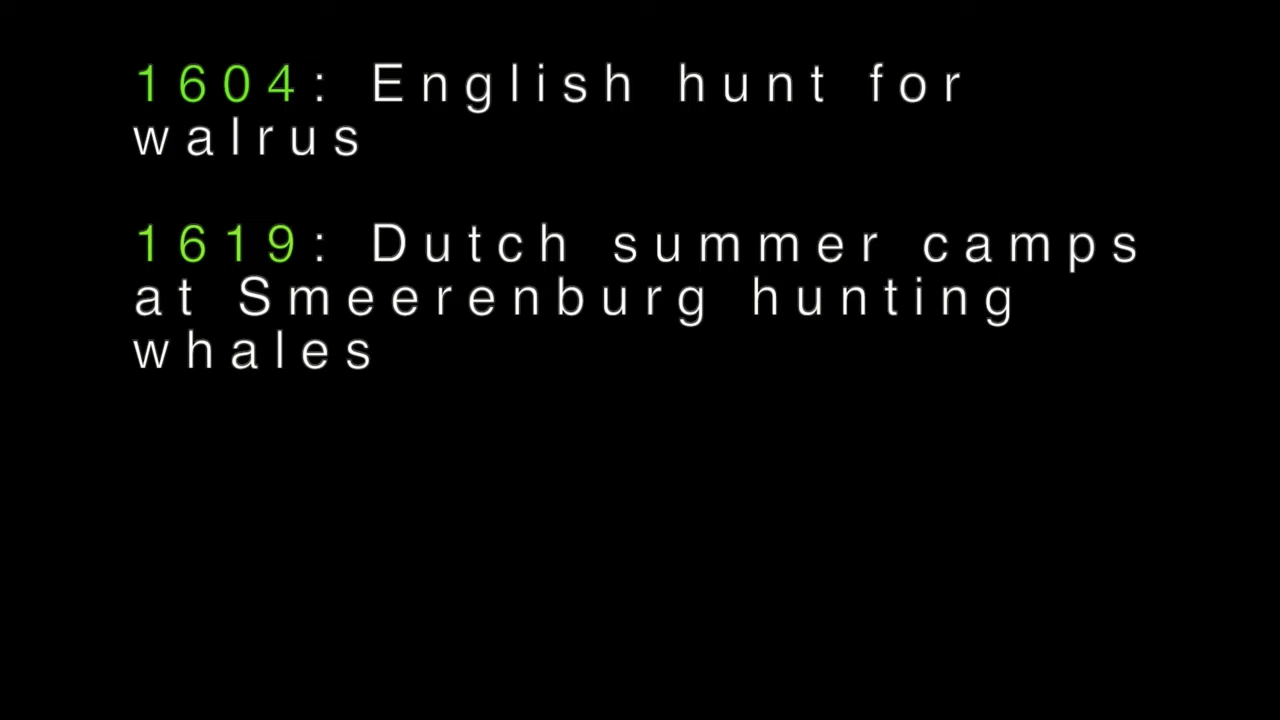 1604: English hunt for
walrus
1619: Dutch summer camps
at Smeerenburg hunting
whales